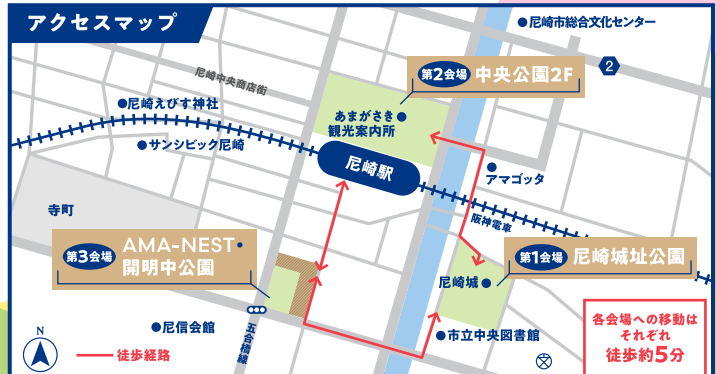 アクセスマップ
尼崎市総合文化センター
2
第2会場 中央公園2F
尼崎中央商店街
尼崎えびす神社
あまがさき
観光案内所
サンシビック尼崎
尼崎駅
アマゴッタ
寺町
阪神電車
第3会場 AMA-NEST・
開明中公園
第1会場 尼崎城址公園
尼崎城
尼信会館
五合橋線
市立中央図書館
各会場への移動は
それぞれ
徒歩約5分
N
徒歩経路